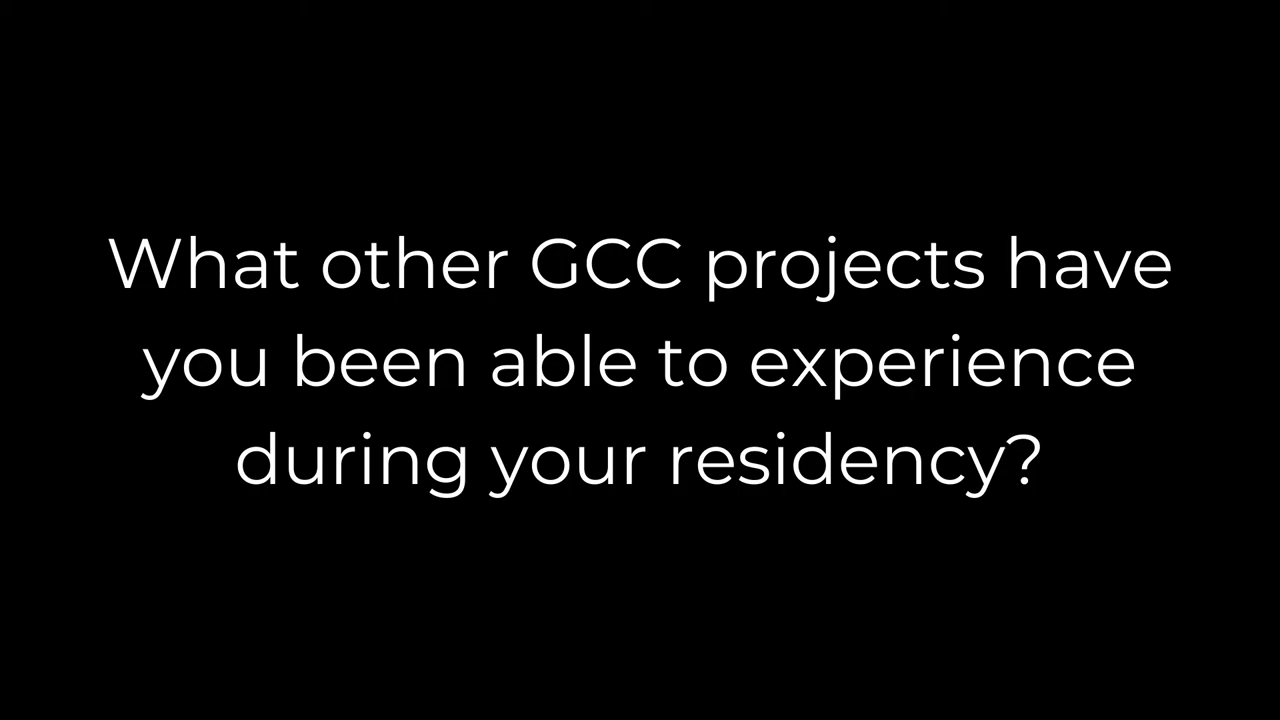 What other GCC projects have
you been able to experience
during your residency?